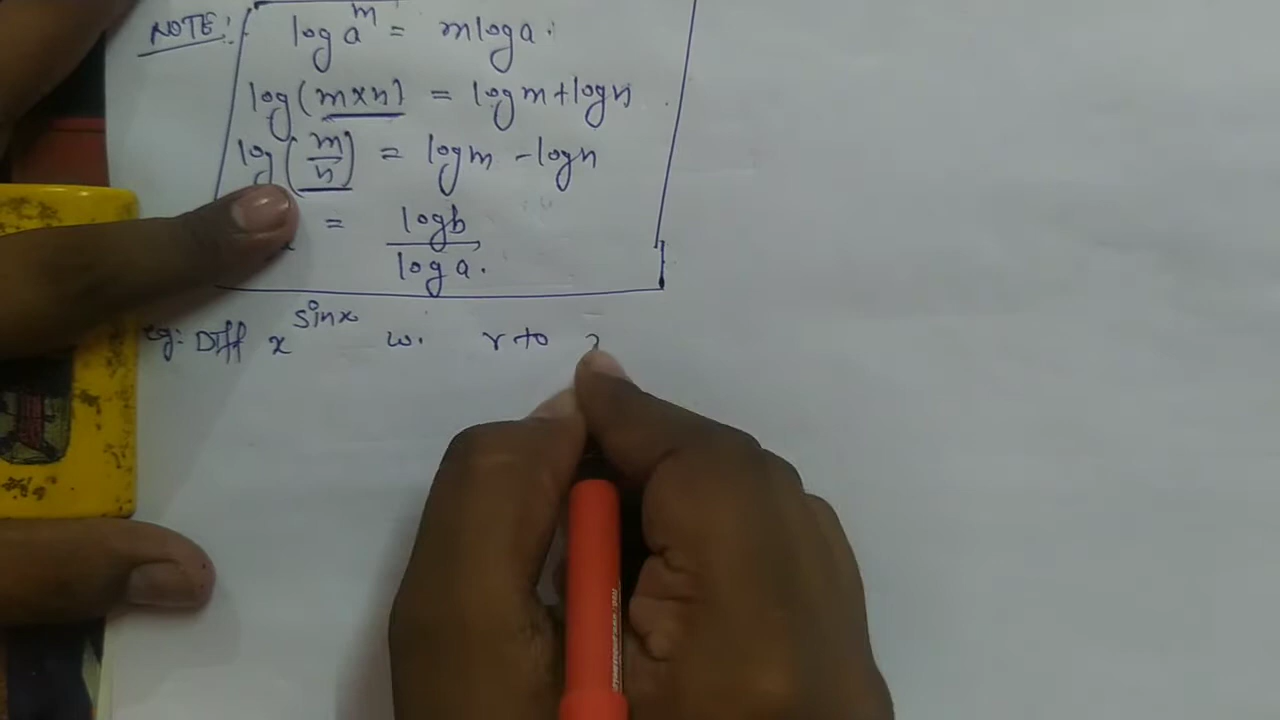 NOTE: log a^m = m log a.
log (m×n) = log m + log n.
log (m/n) = log m - log n
= log b / log a.
eg: Diff x^sinx w. r to